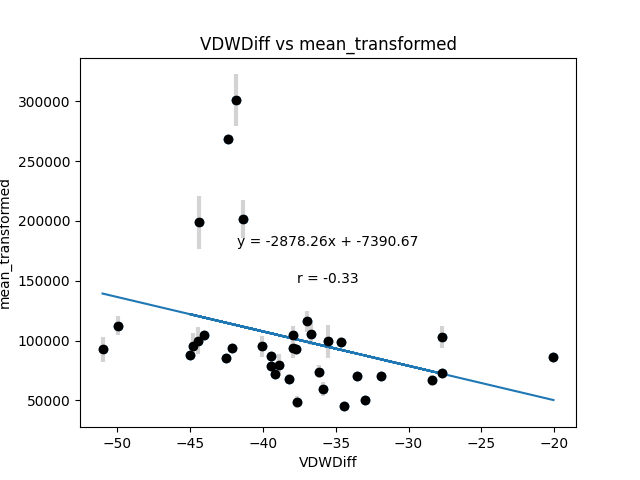 VDWDiff vs mean_transformed
mean_transformed
300000
250000
200000
150000
100000
50000
y = -2878.26x + -7390.67
r = -0.33
−50 −45 −40 −35 −30 −25 −20
VDWDiff